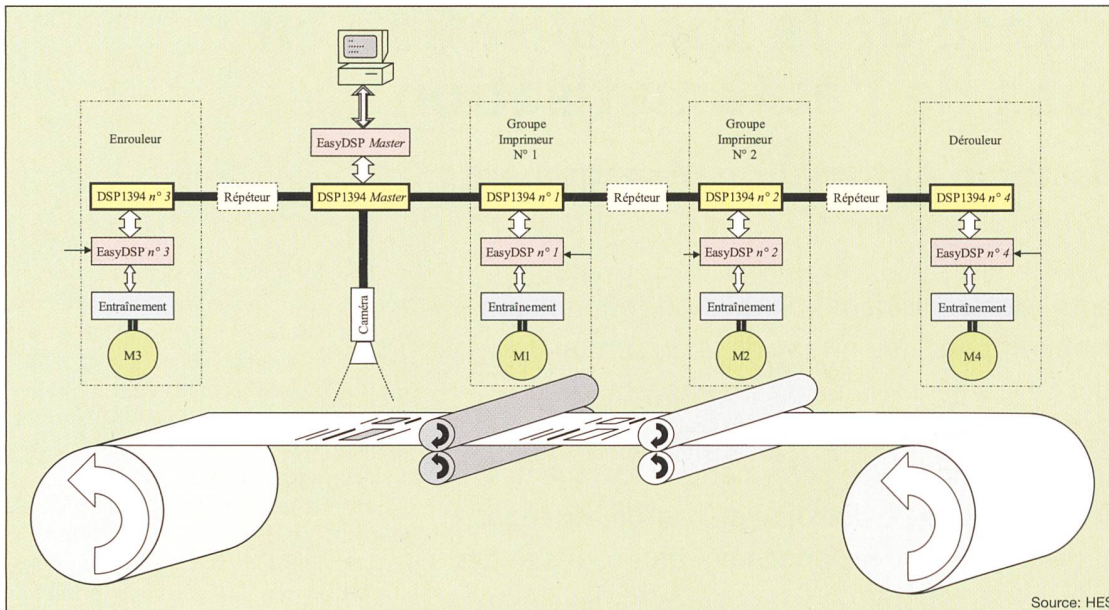 Enrouleur
EasyDSP Master
Groupe
Imprimeur
N° 1
Groupe
Imprimeur
N° 2
Dérouleur
DSP1394 n° 3
Répéteur
DSP1394 Master
DSP1394 n° 1
Répéteur
DSP1394 n° 2
Répéteur
DSP1394 n° 4
EasyDSP n° 3
EasyDSP n° 1
EasyDSP n° 2
EasyDSP n° 4
Entraînement
Caméra
Entraînement
Entraînement
Entraînement
M3
M1
M2
M4
Source: HES